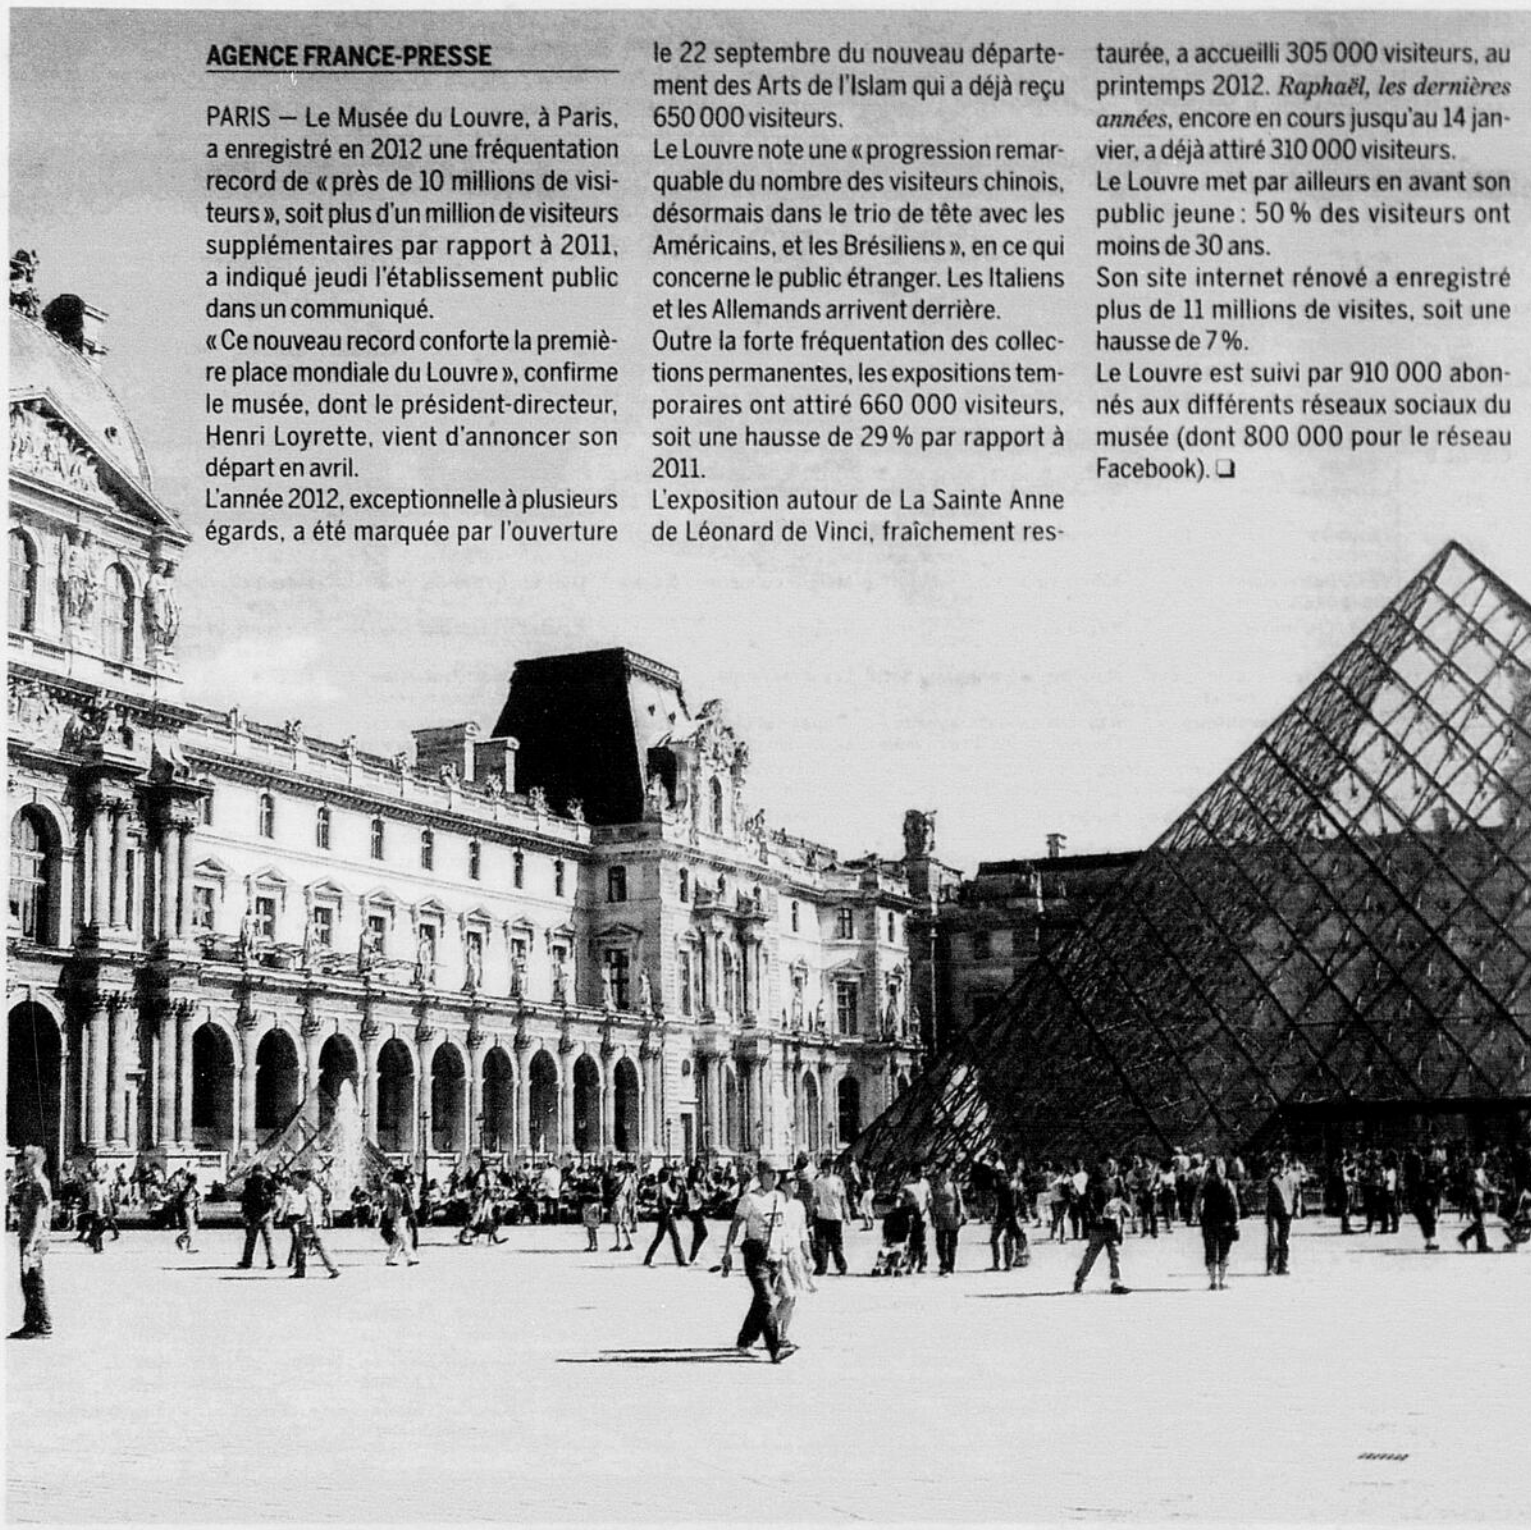 AGENCE FRANCE-PRESSE
PARIS — Le Musée du Louvre, à Paris,
a enregistré en 2012 une fréquentation
record de « près de 10 millions de visi-
teurs », soit plus d'un million de visiteurs
supplémentaires par rapport à 2011,
a indiqué jeudi l'établissement public
dans un communiqué.
« Ce nouveau record conforte la premiè-
re place mondiale du Louvre », confirme
le musée, dont le président-directeur,
Henri Loyrette, vient d'annoncer son
départ en avril.
L'année 2012, exceptionnelle à plusieurs
égards, a été marquée par l'ouverture
le 22 septembre du nouveau départe-
ment des Arts de l'Islam qui a déjà reçu
650 000 visiteurs.
Le Louvre note une « progression remar-
quable du nombre des visiteurs chinois,
désormais dans le trio de tête avec les
Américains, et les Brésiliens », en ce qui
concerne le public étranger. Les Italiens
et les Allemands arrivent derrière.
Outre la forte fréquentation des collec-
tions permanentes, les expositions tem-
poraires ont attiré 660 000 visiteurs,
soit une hausse de 29 % par rapport à
2011.
L'exposition autour de La Sainte Anne
de Léonard de Vinci, fraîchement res-
taurée, a accueilli 305 000 visiteurs, au
printemps 2012. Raphaël, les dernières
années, encore en cours jusqu'au 14 jan-
vier, a déjà attiré 310 000 visiteurs.
Le Louvre met par ailleurs en avant son
public jeune : 50 % des visiteurs ont
moins de 30 ans.
Son site internet rénové a enregistré
plus de 11 millions de visites, soit une
hausse de 7 %.
Le Louvre est suivi par 910 000 abon-
nés aux différents réseaux sociaux du
musée (dont 800 000 pour le réseau
Facebook). ❏